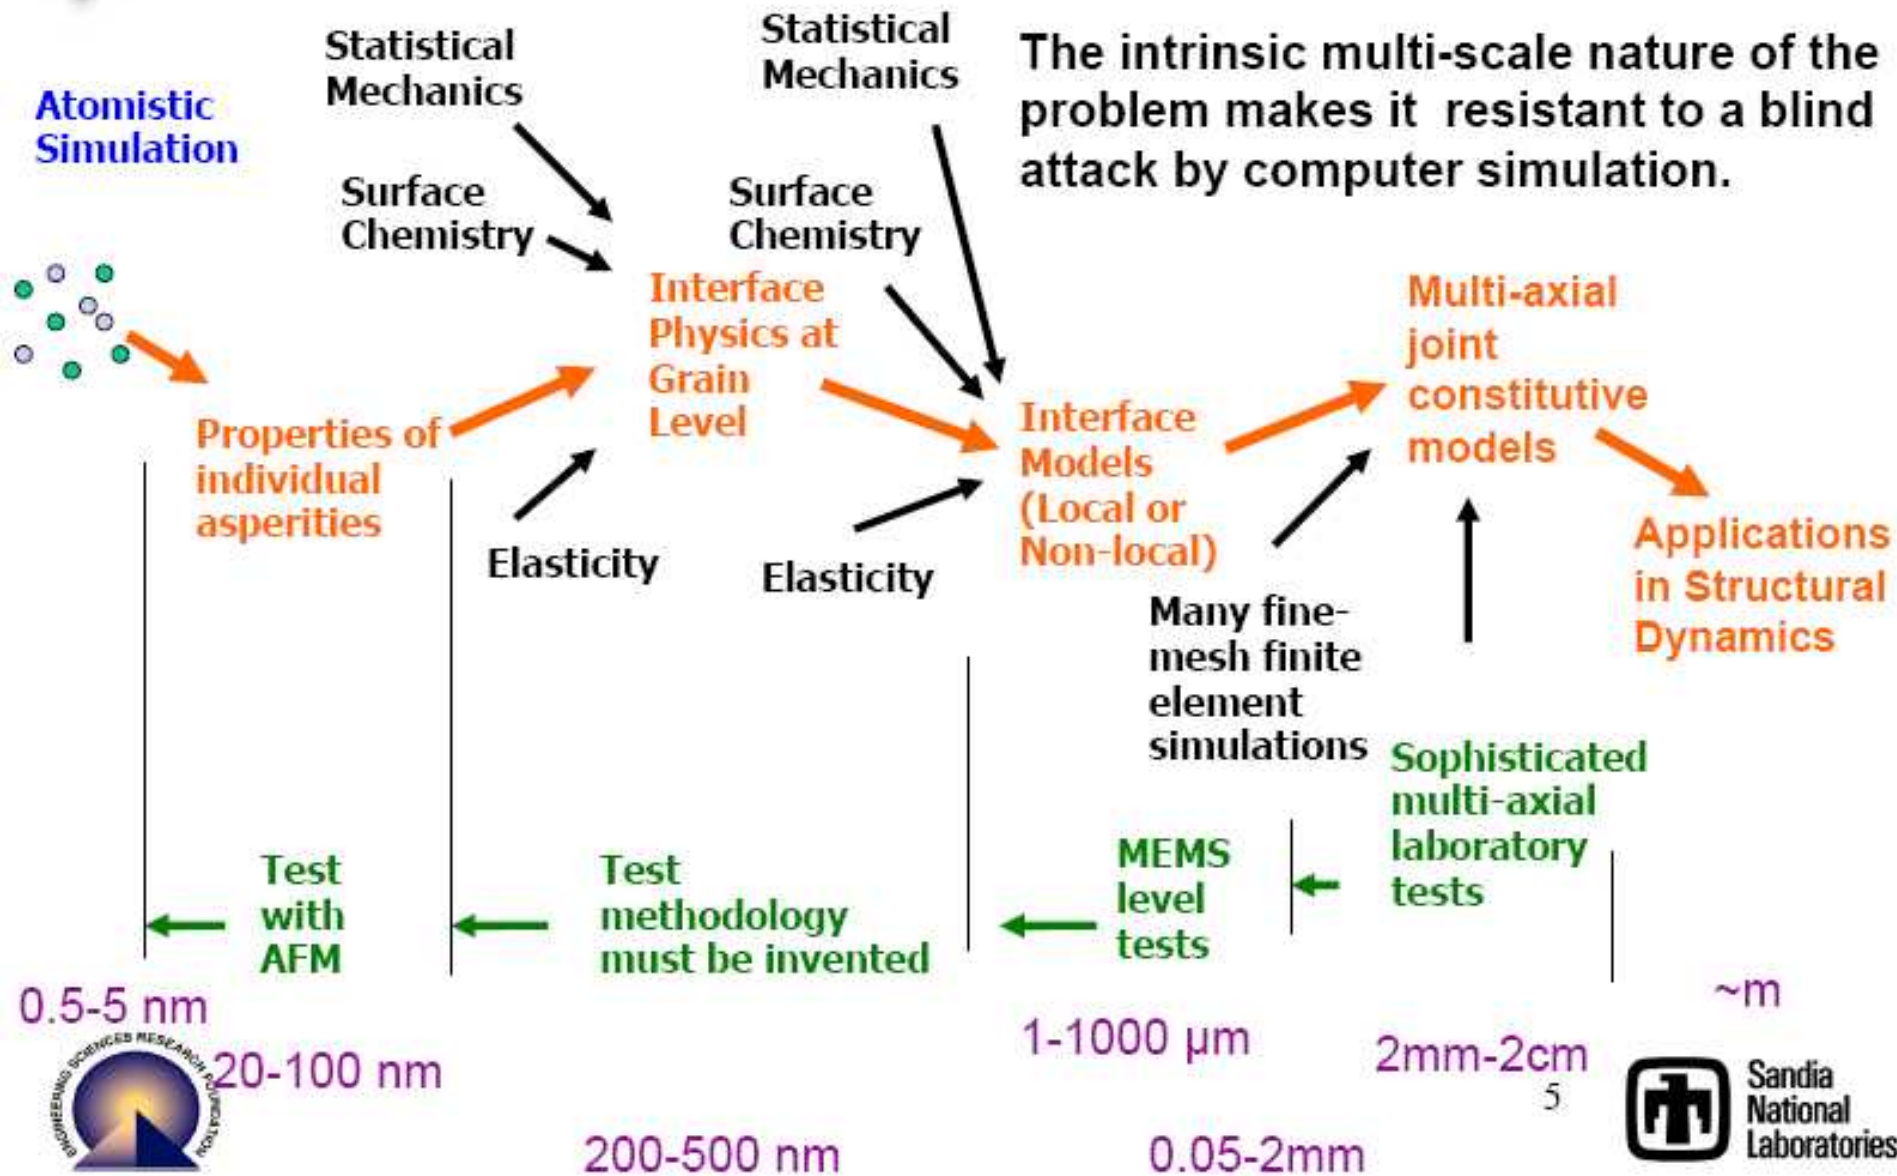 Atomistic
Simulation
Statistical
Mechanics
Surface
Chemistry
Statistical
Mechanics
Surface
Chemistry
The intrinsic multi-scale nature of the
problem makes it resistant to a blind
attack by computer simulation.
Properties of
individual
asperities
Interface
Physics at
Grain
Level
Elasticity
Elasticity
Interface
Models
(Local or
Non-local)
Many fine-
mesh finite
element
simulations
Multi-axial
joint
constitutive
models
Applications
in Structural
Dynamics
Test
with
AFM
Test
methodology
must be invented
MEMS
level
tests
Sophisticated
multi-axial
laboratory
tests
0.5-5 nm
20-100 nm
200-500 nm
1-1000 μm
0.05-2mm
2mm-2cm
~m
ENGINEERING SCIENCES RESEARCH FOUNDATION
5
Sandia
National
Laboratories